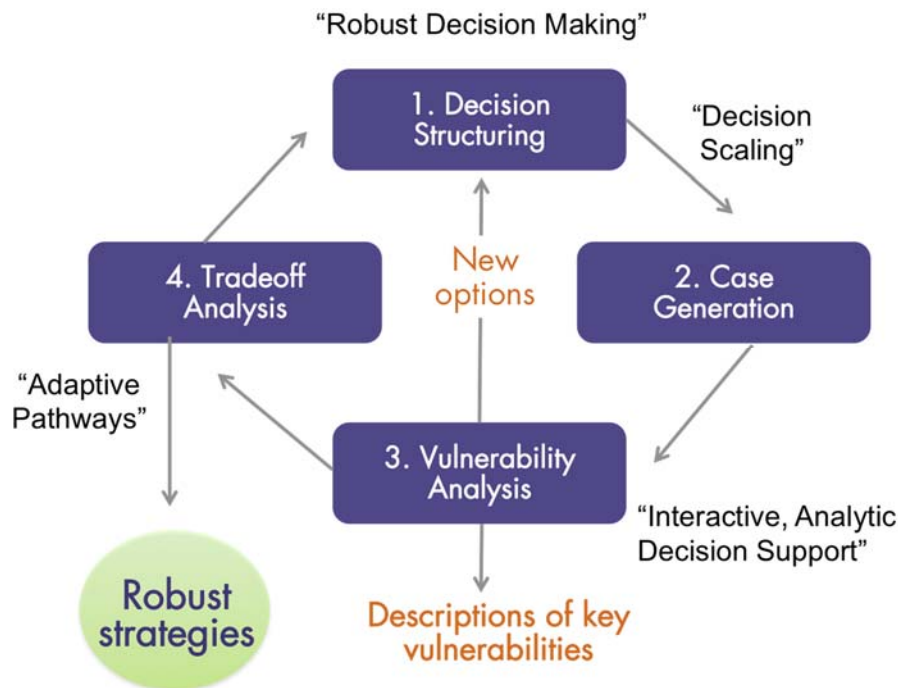 “Robust Decision Making”
1. Decision
Structuring
“Decision
Scaling”
4. Tradeoff
Analysis
New
options
2. Case
Generation
“Adaptive
Pathways”
3. Vulnerability
Analysis
“Interactive, Analytic
Decision Support”
Robust
strategies
Descriptions of key
vulnerabilities